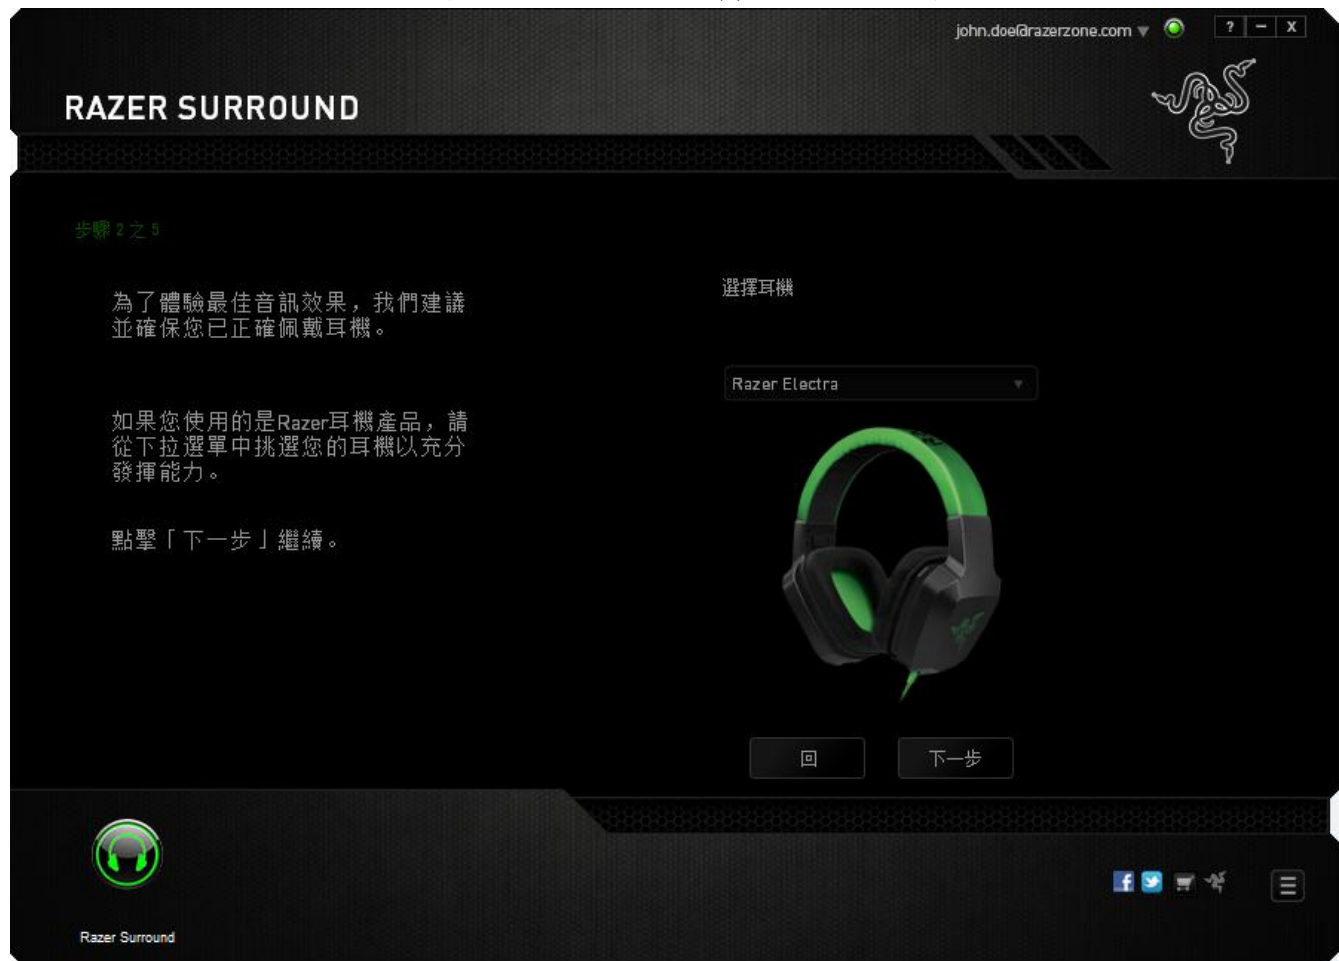 john.doe@razerzone.com
? - X
RAZER SURROUND
步驟 2 之 5
為了體驗最佳音訊效果，我們建議
並確保您已正確佩戴耳機。
如果您使用的是Razer耳機產品，請
從下拉選單中挑選您的耳機以充分
發揮能力。
點擊「下一步」繼續。
選擇耳機
Razer Electra
回
下一步
Razer Surround